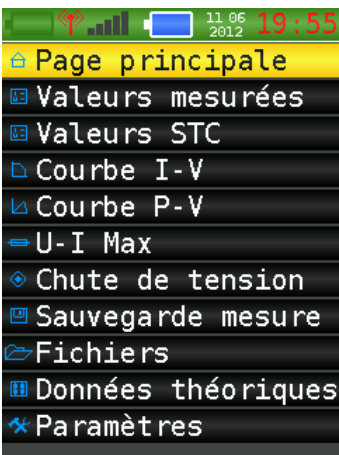 11 06
2012 19:55
Page principale
Valeurs mesurées
Valeurs STC
Courbe I-V
Courbe P-V
U-I Max
Chute de tension
Sauvegarde mesure
Fichiers
Données théoriques
Paramètres